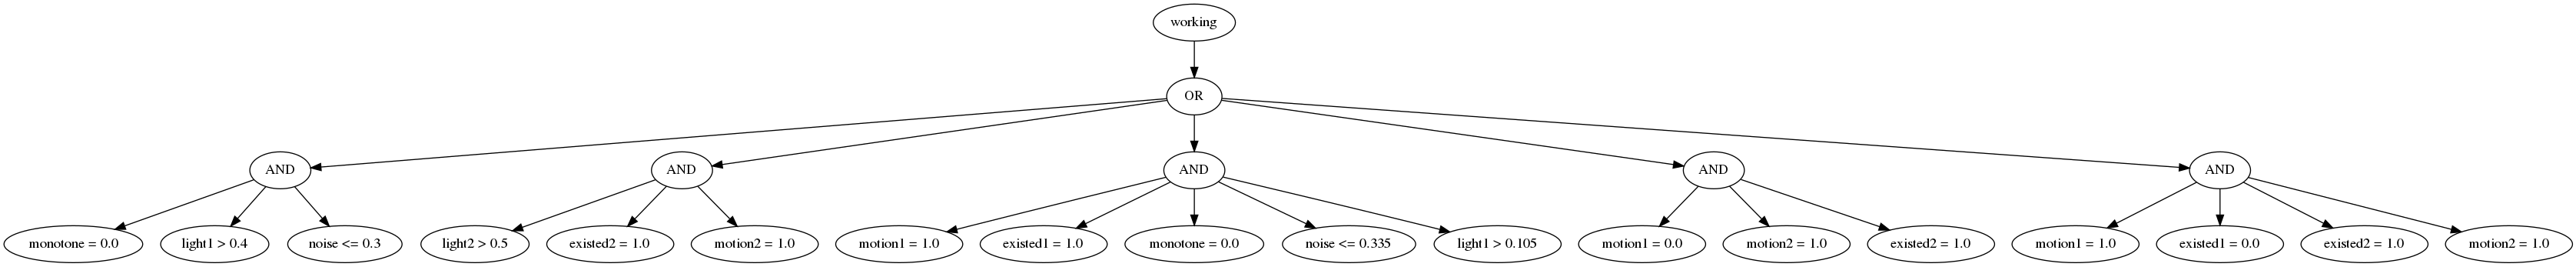 working
OR
AND
AND
AND
AND
AND
monotone = 0.0
light1 > 0.4
noise <= 0.3
light2 > 0.5
existed2 = 1.0
motion2 = 1.0
motion1 = 1.0
existed1 = 1.0
monotone = 0.0
noise <= 0.335
light1 > 0.105
motion1 = 0.0
motion2 = 1.0
existed2 = 1.0
motion1 = 1.0
existed1 = 0.0
existed2 = 1.0
motion2 = 1.0